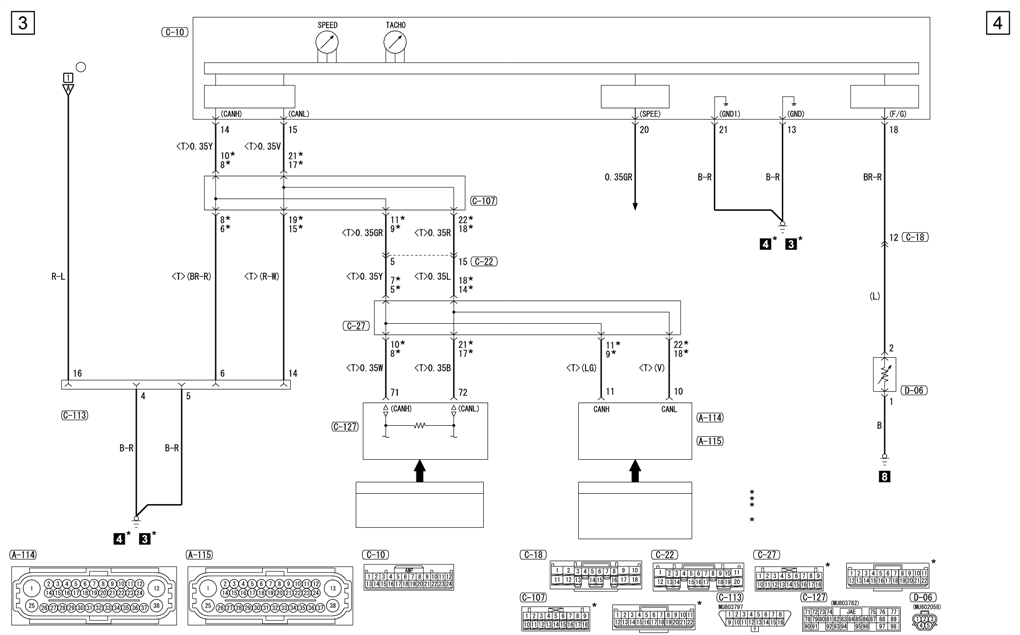 3
4
SPEED
TACHO
C-10
1
A
(CANH)
(CANL)
(SPEE)
(GND1)
(GND)
(F/G)
14
15
20
21
13
18
<T>0.35Y
<T>0.35V
10*
8*
21*
17*
0.35GR
B-R
B-R
BR-R
C-107
8*
6*
19*
15*
11*
9*
22*
18*
<T>0.35GR
<T>0.35R
4* 3*
12
C-18
5
15
C-22
R-L
<T>(BR-R)
<T>(R-W)
<T>0.35Y
<T>0.35L
7*
5*
18*
14*
(L)
C-27
10*
8*
21*
17*
11*
9*
22*
18*
2
<T>0.35W
<T>0.35B
<T>(LG)
<T>(V)
16
6
14
71
72
11
10
D-06
4
5
1
C-113
(CANH)
(CANL)
CANH
CANL
A-114
C-127
A-115
B
B-R
B-R
8
*
*
*
*
4* 3*
A-114
A-115
C-10
C-18
C-22
C-27
*
*
C-107
*
*
C-113
MU803797
C-127
(MU803782)
JAE
D-06
(MU802058)